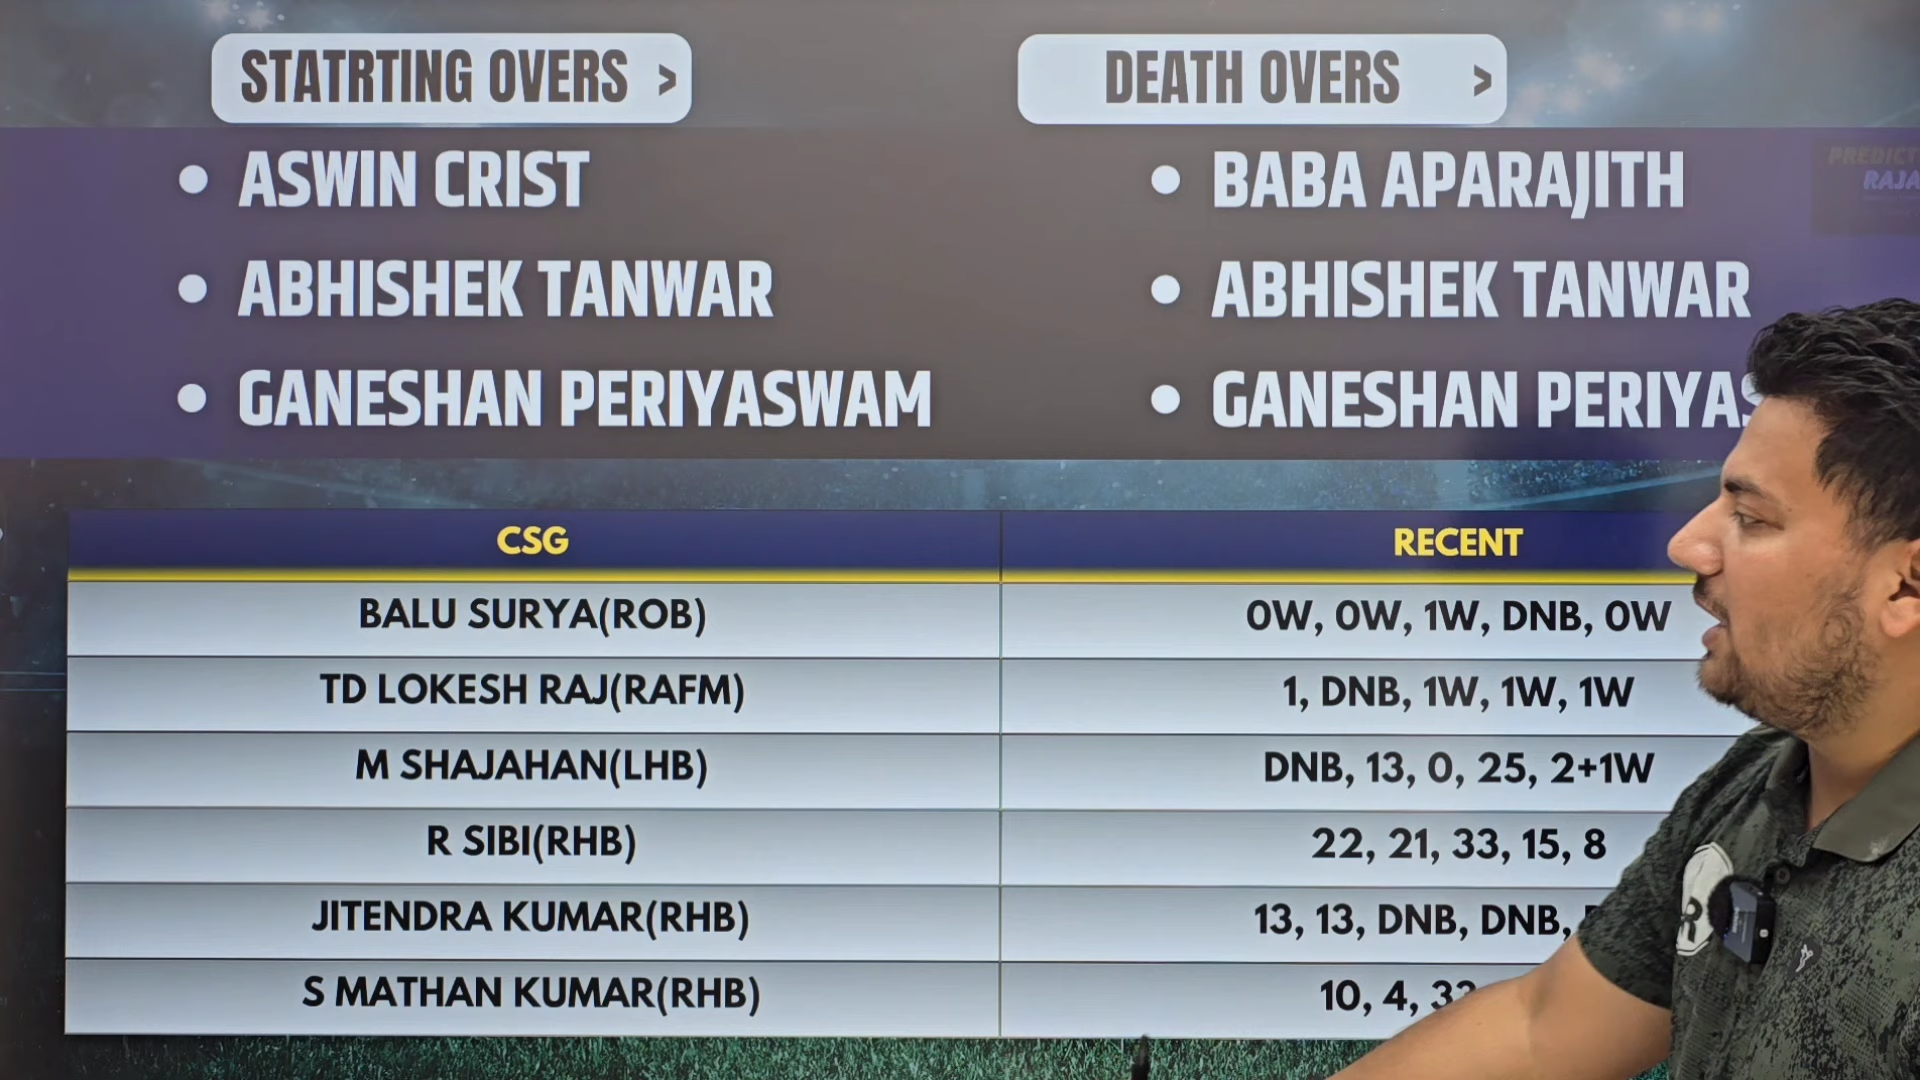 STATRTING OVERS >
DEATH OVERS >
• ASWIN CRIST
• BABA APARAJITH
• ABHISHEK TANWAR
• ABHISHEK TANWAR
• GANESHAN PERIYASWAM
• GANESHAN
RAJA
CSG
RECENT
BALU SURYA(ROB)
0W, 0W, 1W, DNB, 0W
TD LOKESH RAJ(RAFM)
1, DNB, 1W, 1W, 1W
M SHAJAHAN(LHB)
DNB, 13, 0, 25, 2+1W
R SIBI(RHB)
22, 21, 33, 15, 8
JITENDRA KUMAR(RHB)
13, 13, DNB, DNB,
S MATHAN KUMAR(RHB)
10, 4,